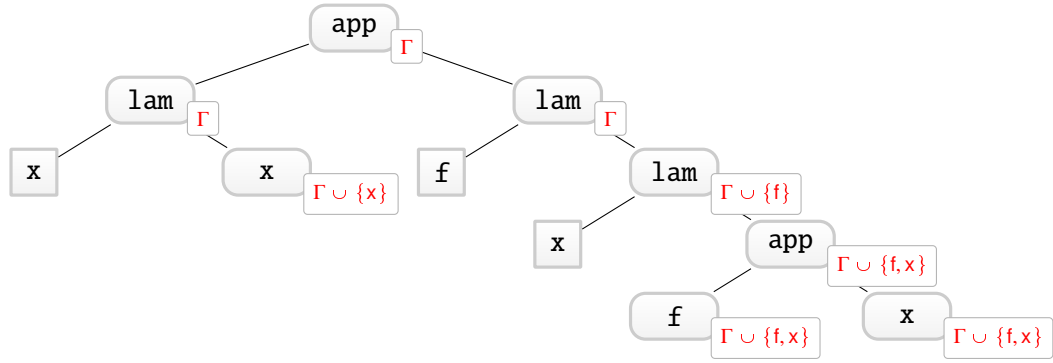 app
Γ
lam
Γ
lam
Γ
x
x
Γ ∪ {x}
f
lam
Γ ∪ {f}
x
app
Γ ∪ {f, x}
f
Γ ∪ {f, x}
x
Γ ∪ {f, x}